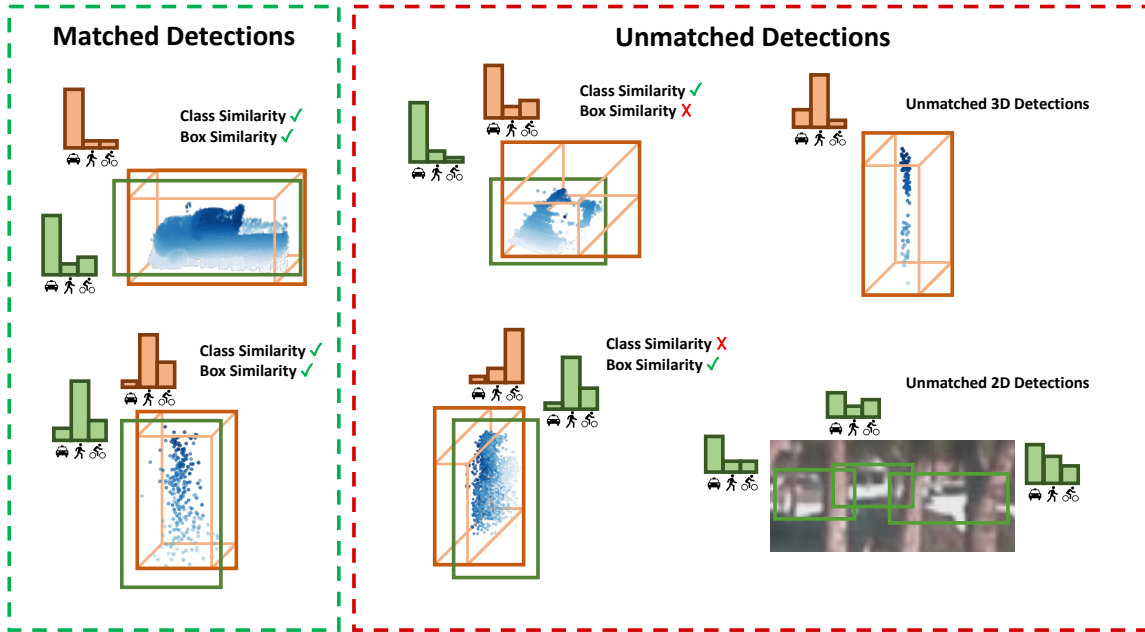 Matched Detections
Class Similarity ✓
Box Similarity ✓
Class Similarity ✓
Box Similarity ✓
Unmatched Detections
Class Similarity ✓
Box Similarity X
Unmatched 3D Detections
Class Similarity X
Box Similarity ✓
Unmatched 2D Detections